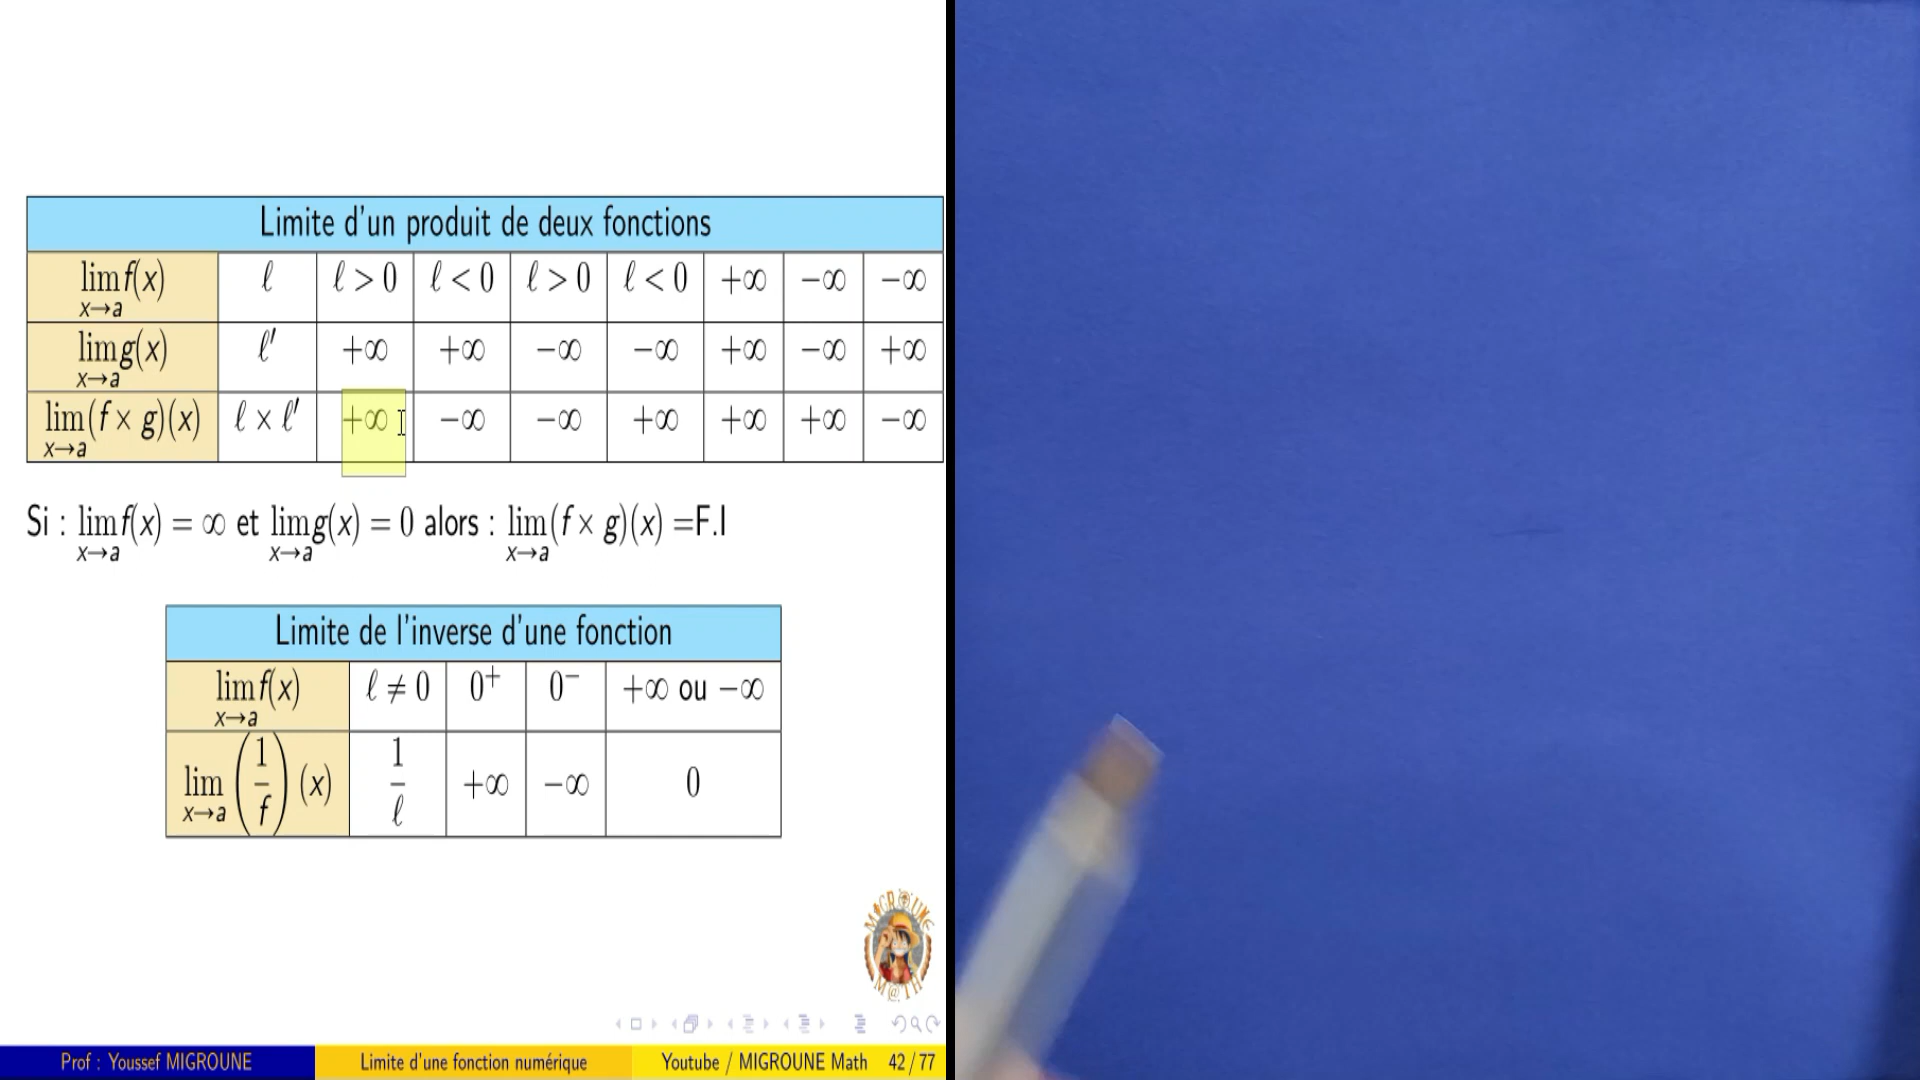 Limite d'un produit de deux fonctions
lim f(x) x→a | ℓ | ℓ > 0 | ℓ < 0 | ℓ > 0 | ℓ < 0 | +∞ | −∞ | −∞
lim g(x) x→a | ℓ′ | +∞ | +∞ | −∞ | −∞ | +∞ | −∞ | +∞
lim (f × g)(x) x→a | ℓ × ℓ′ | +∞ | −∞ | −∞ | +∞ | +∞ | +∞ | −∞
Si : lim f(x) = ∞ et lim g(x) = 0 alors : lim (f × g)(x) =F.I
x→a x→a x→a
Limite de l'inverse d'une fonction
lim f(x) x→a | ℓ ≠ 0 | 0⁺ | 0⁻ | +∞ ou −∞
lim (1/f) (x) x→a | 1/ℓ | +∞ | −∞ | 0
MIGROUNE
M@TH
Prof : Youssef MIGROUNE Limite d'une fonction numérique Youtube / MIGROUNE Math 42 / 77